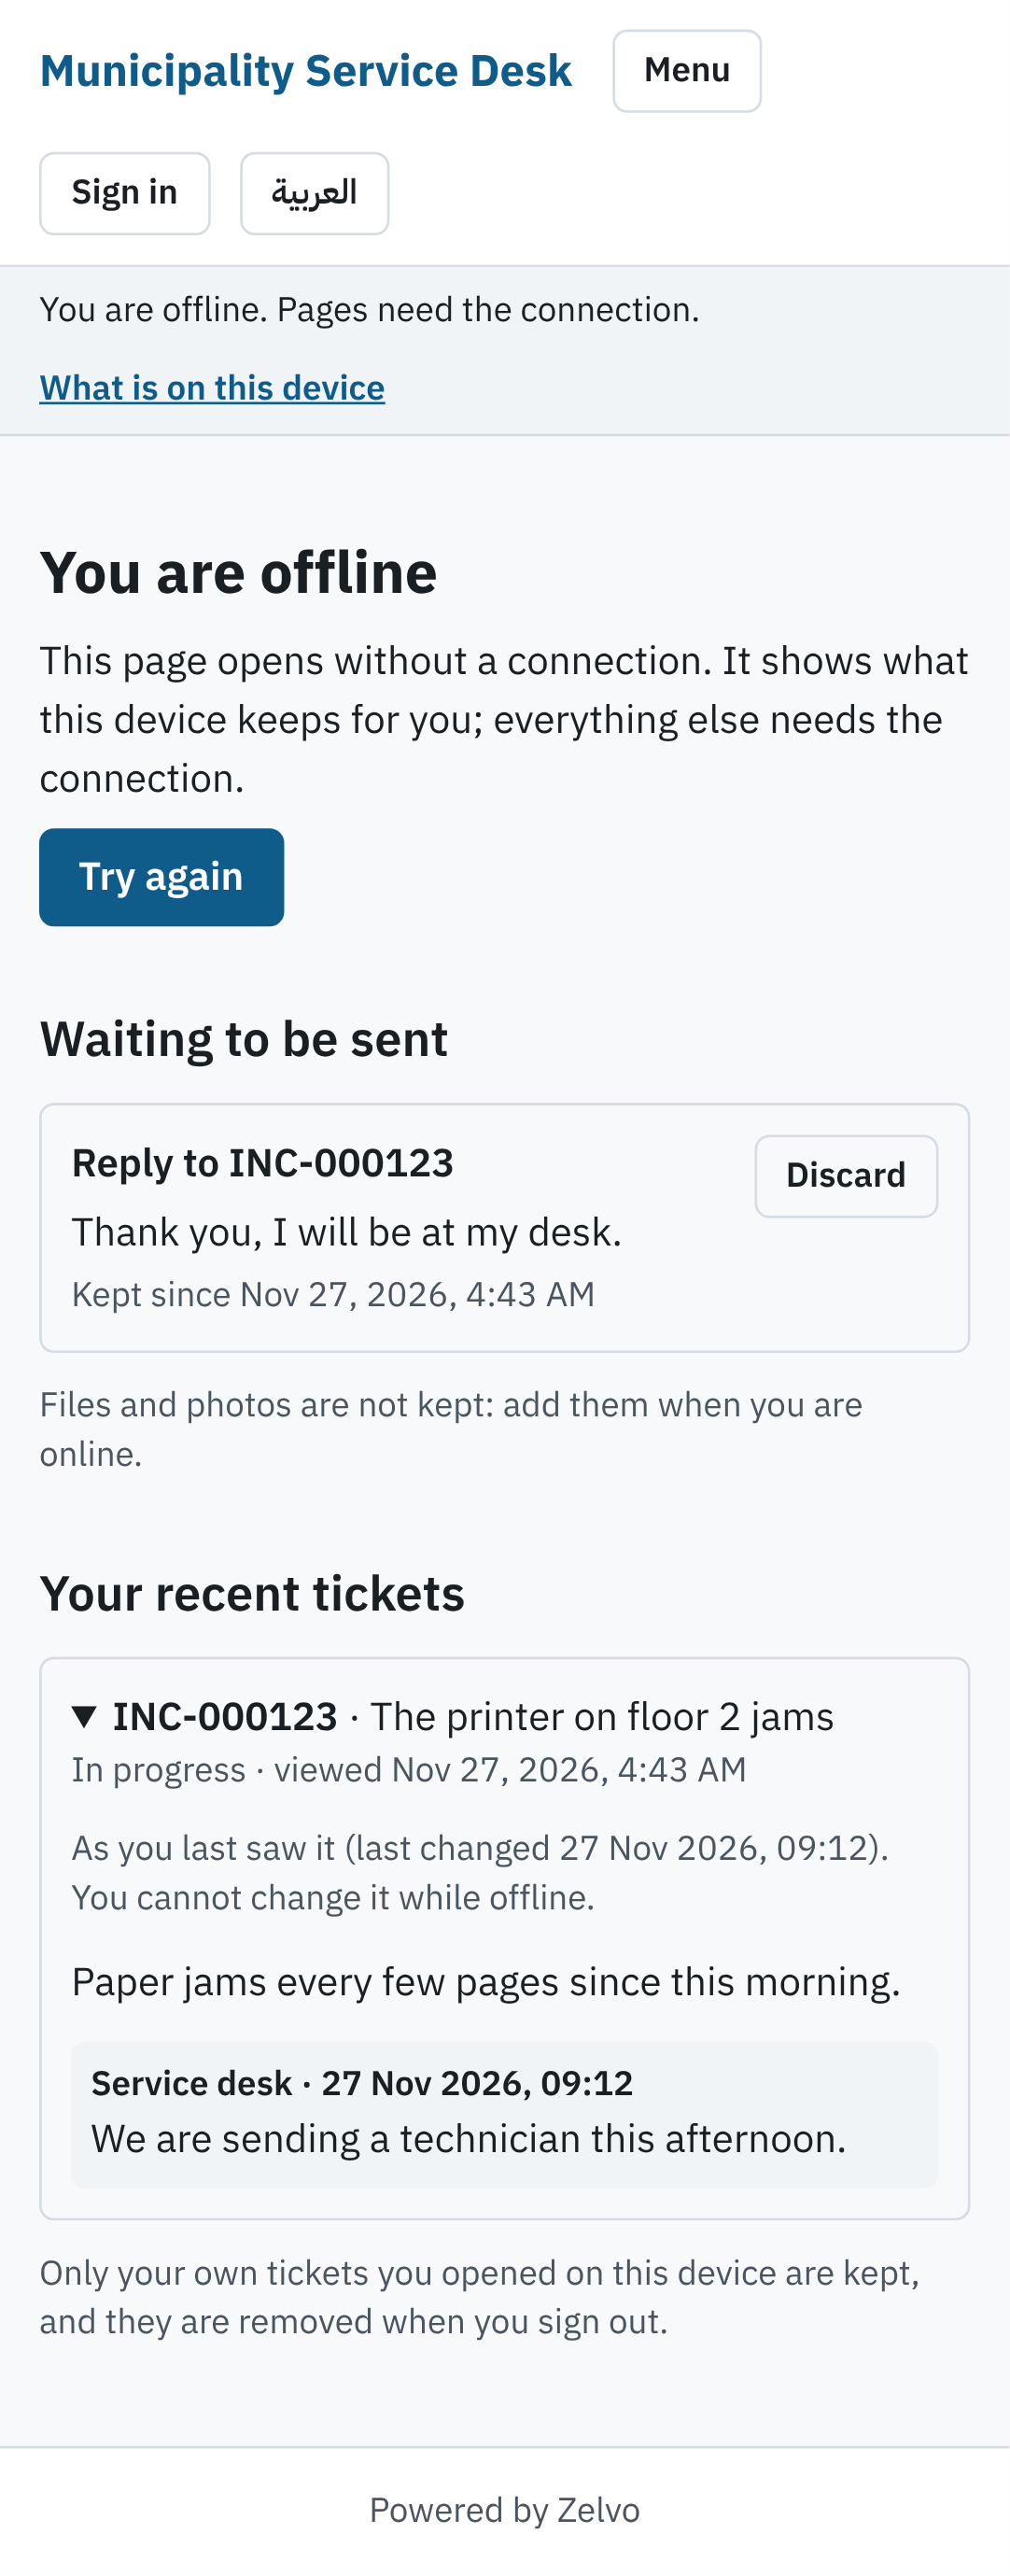 Municipality Service Desk
Menu
Sign in
العربية
You are offline. Pages need the connection.
What is on this device
You are offline
This page opens without a connection. It shows what
this device keeps for you; everything else needs the
connection.
Try again
Waiting to be sent
Reply to INC-000123
Discard
Thank you, I will be at my desk.
Kept since Nov 27, 2026, 4:43 AM
Files and photos are not kept: add them when you are
online.
Your recent tickets
▼ INC-000123 · The printer on floor 2 jams
In progress · viewed Nov 27, 2026, 4:43 AM
As you last saw it (last changed 27 Nov 2026, 09:12).
You cannot change it while offline.
Paper jams every few pages since this morning.
Service desk · 27 Nov 2026, 09:12
We are sending a technician this afternoon.
Only your own tickets you opened on this device are kept,
and they are removed when you sign out.
Powered by Zelvo